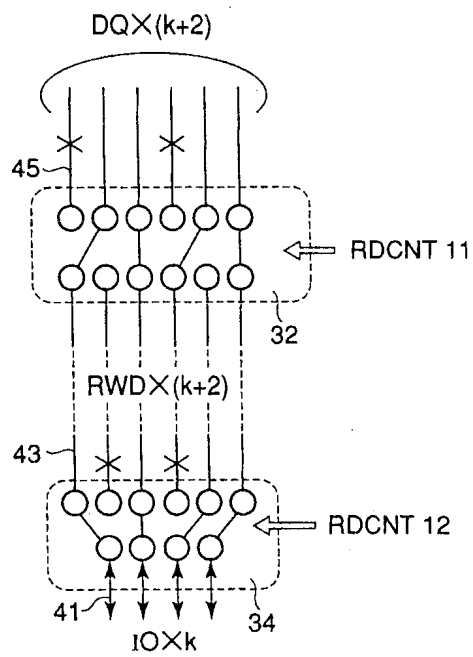 DQ×(k+2)
45
RDCNT 11
32
RWD×(k+2)
43
RDCNT 12
41
34
IO×k